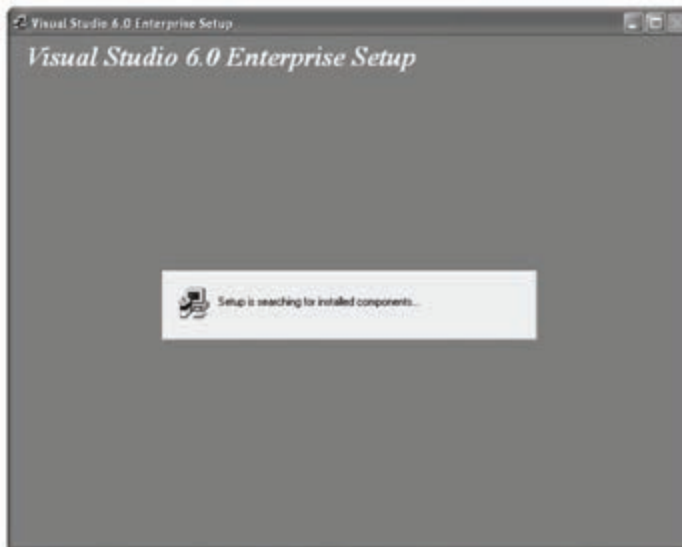 Visual Studio 6.0 Enterprise Setup
Visual Studio 6.0 Enterprise Setup
Setup is searching for installed components...